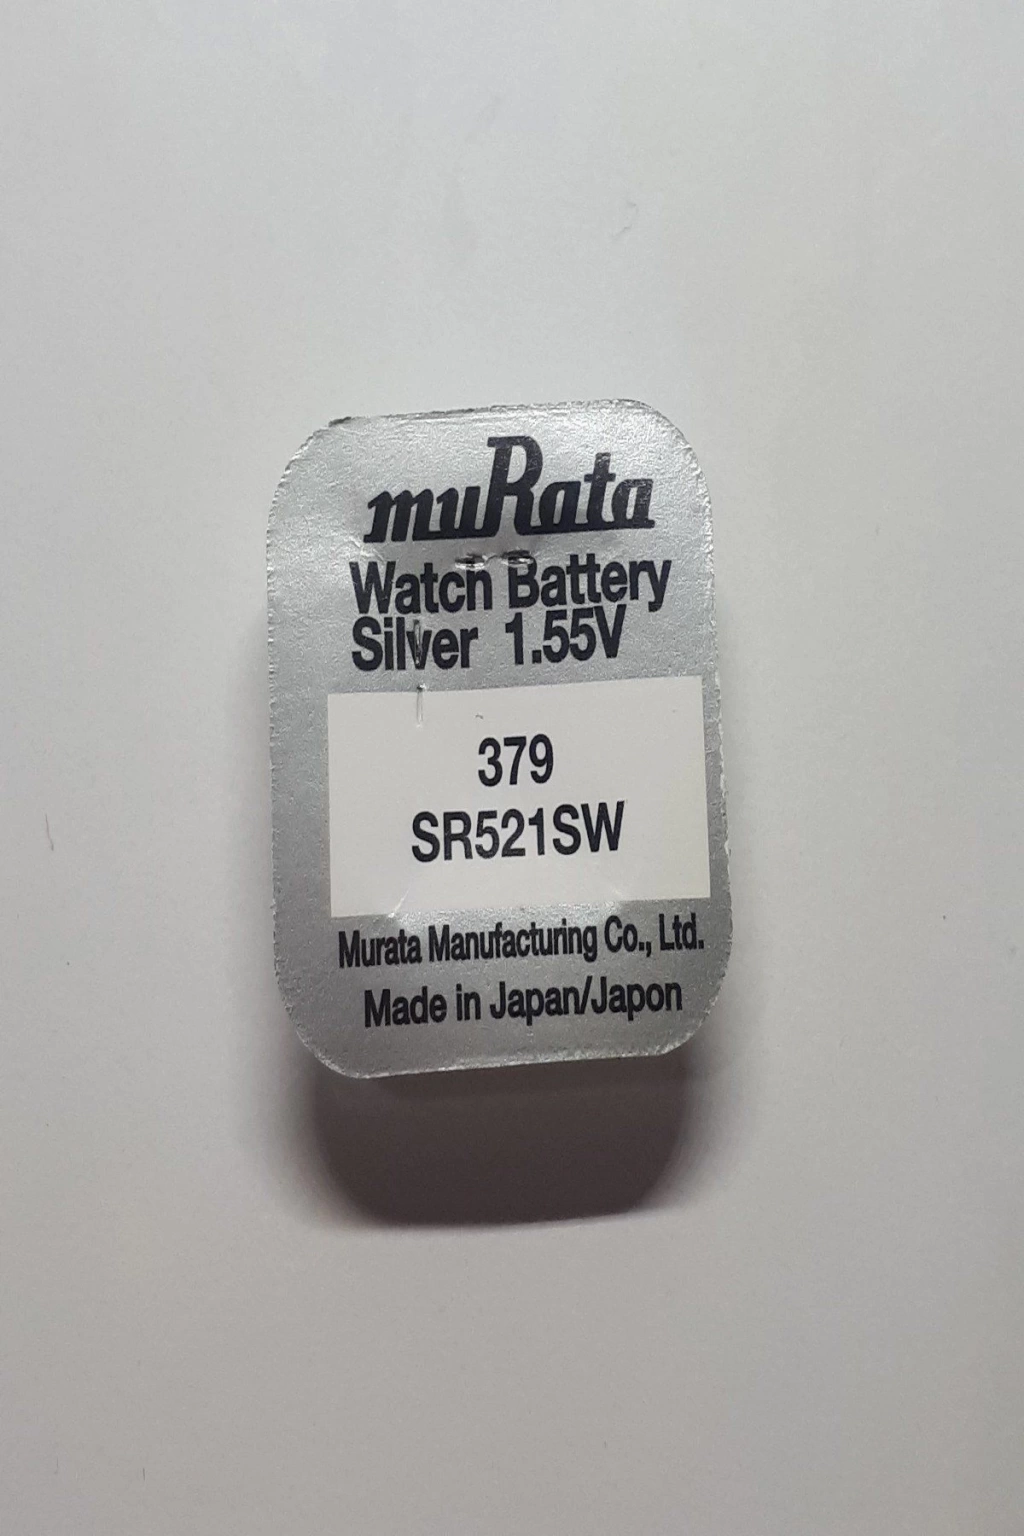 muRata
Watch Battery
Silver 1.55V
379
SR521SW
Murata Manufacturing Co., Ltd.
Made in Japan/Japon